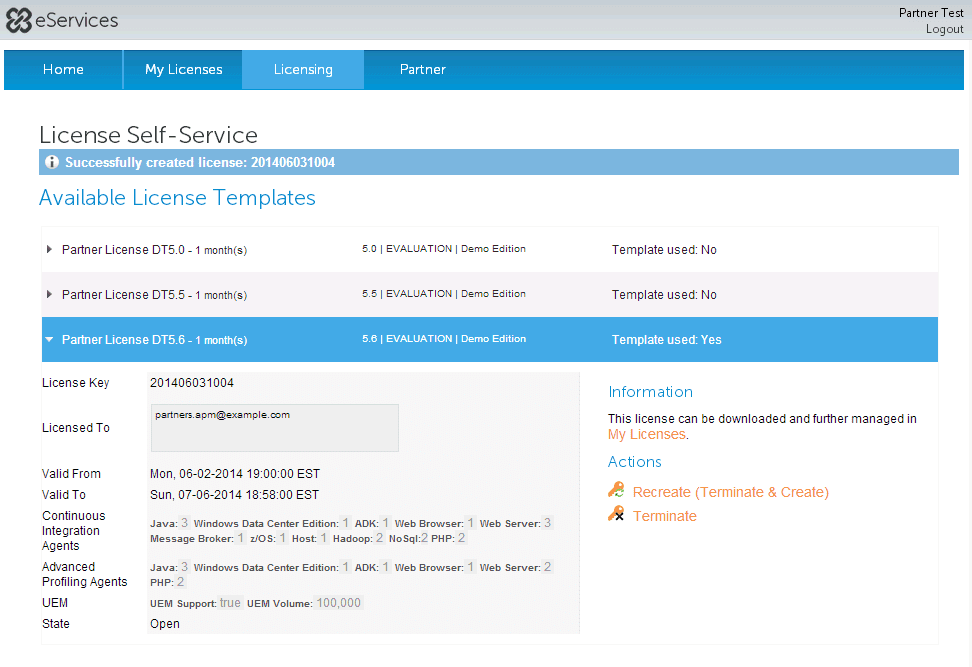 eServices
Partner Test
Logout
Home My Licenses Licensing Partner
License Self-Service
Successfully created license: 201406031004
Available License Templates
Partner License DT5.0 - 1 month(s) 5.0 | EVALUATION | Demo Edition Template used: No
Partner License DT5.5 - 1 month(s) 5.5 | EVALUATION | Demo Edition Template used: No
Partner License DT5.6 - 1 month(s) 5.6 | EVALUATION | Demo Edition Template used: Yes
License Key 201406031004
Licensed To partners.apm@example.com
Valid From Mon, 06-02-2014 19:00:00 EST
Valid To Sun, 07-06-2014 18:58:00 EST
Continuous
Integration
Agents
Java: 3 Windows Data Center Edition: 1 ADK: 1 Web Browser: 1 Web Server: 3
Message Broker: 1 z/OS: 1 Host: 1 Hadoop: 2 NoSql:2 PHP: 2
Advanced
Profiling Agents
Java: 3 Windows Data Center Edition: 1 ADK: 1 Web Browser: 1 Web Server: 2
PHP: 2
UEM UEM Support: true UEM Volume: 100,000
State Open
Information
This license can be downloaded and further managed in
My Licenses.
Actions
Recreate (Terminate & Create)
Terminate